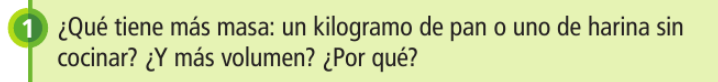 1 ¿Qué tiene más masa: un kilogramo de pan o uno de harina sin
cocinar? ¿Y más volumen? ¿Por qué?